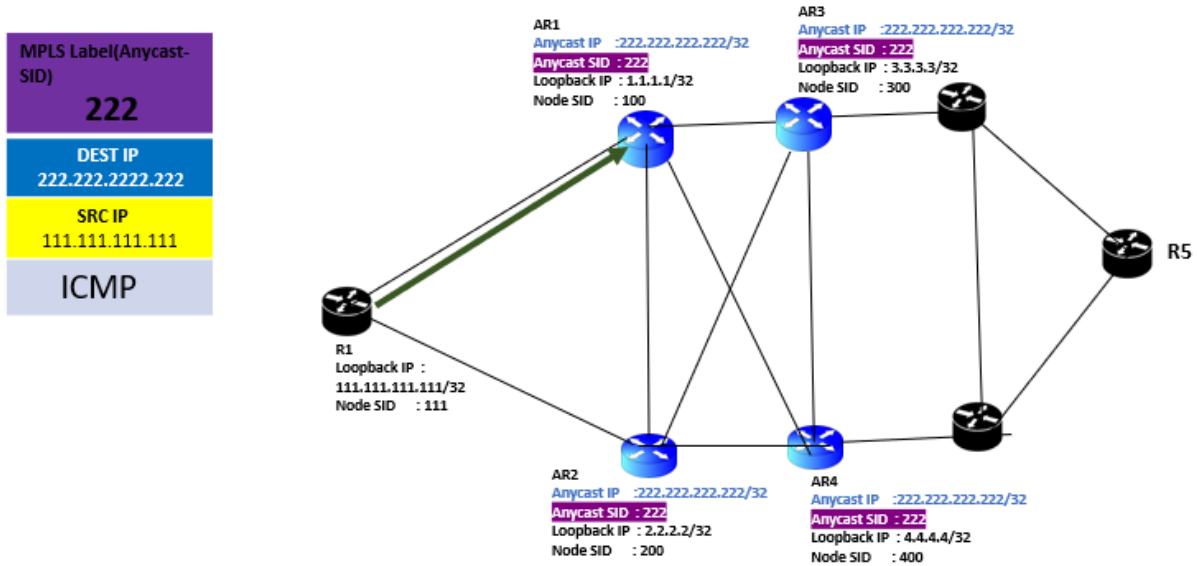 MPLS Label(Anycast-
SID)
222
DEST IP
222.222.2222.222
SRC IP
111.111.111.111
ICMP
AR1
Anycast IP :222.222.222.222/32
Anycast SID : 222
Loopback IP : 1.1.1.1/32
Node SID : 100
AR3
Anycast IP :222.222.222.222/32
Anycast SID : 222
Loopback IP : 3.3.3.3/32
Node SID : 300
R5
R1
Loopback IP :
111.111.111.111/32
Node SID : 111
AR2
Anycast IP :222.222.222.222/32
Anycast SID : 222
Loopback IP : 2.2.2.2/32
Node SID : 200
AR4
Anycast IP :222.222.222.222/32
Anycast SID : 222
Loopback IP : 4.4.4.4/32
Node SID : 400